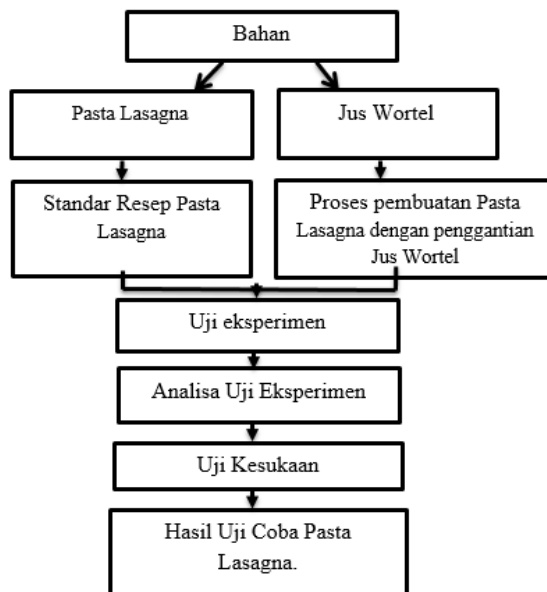 Bahan
Pasta Lasagna
Jus Wortel
Standar Resep Pasta
Lasagna
Proses pembuatan Pasta
Lasagna dengan penggantian
Jus Wortel
Uji eksperimen
Analisa Uji Eksperimen
Uji Kesukaan
Hasil Uji Coba Pasta
Lasagna.